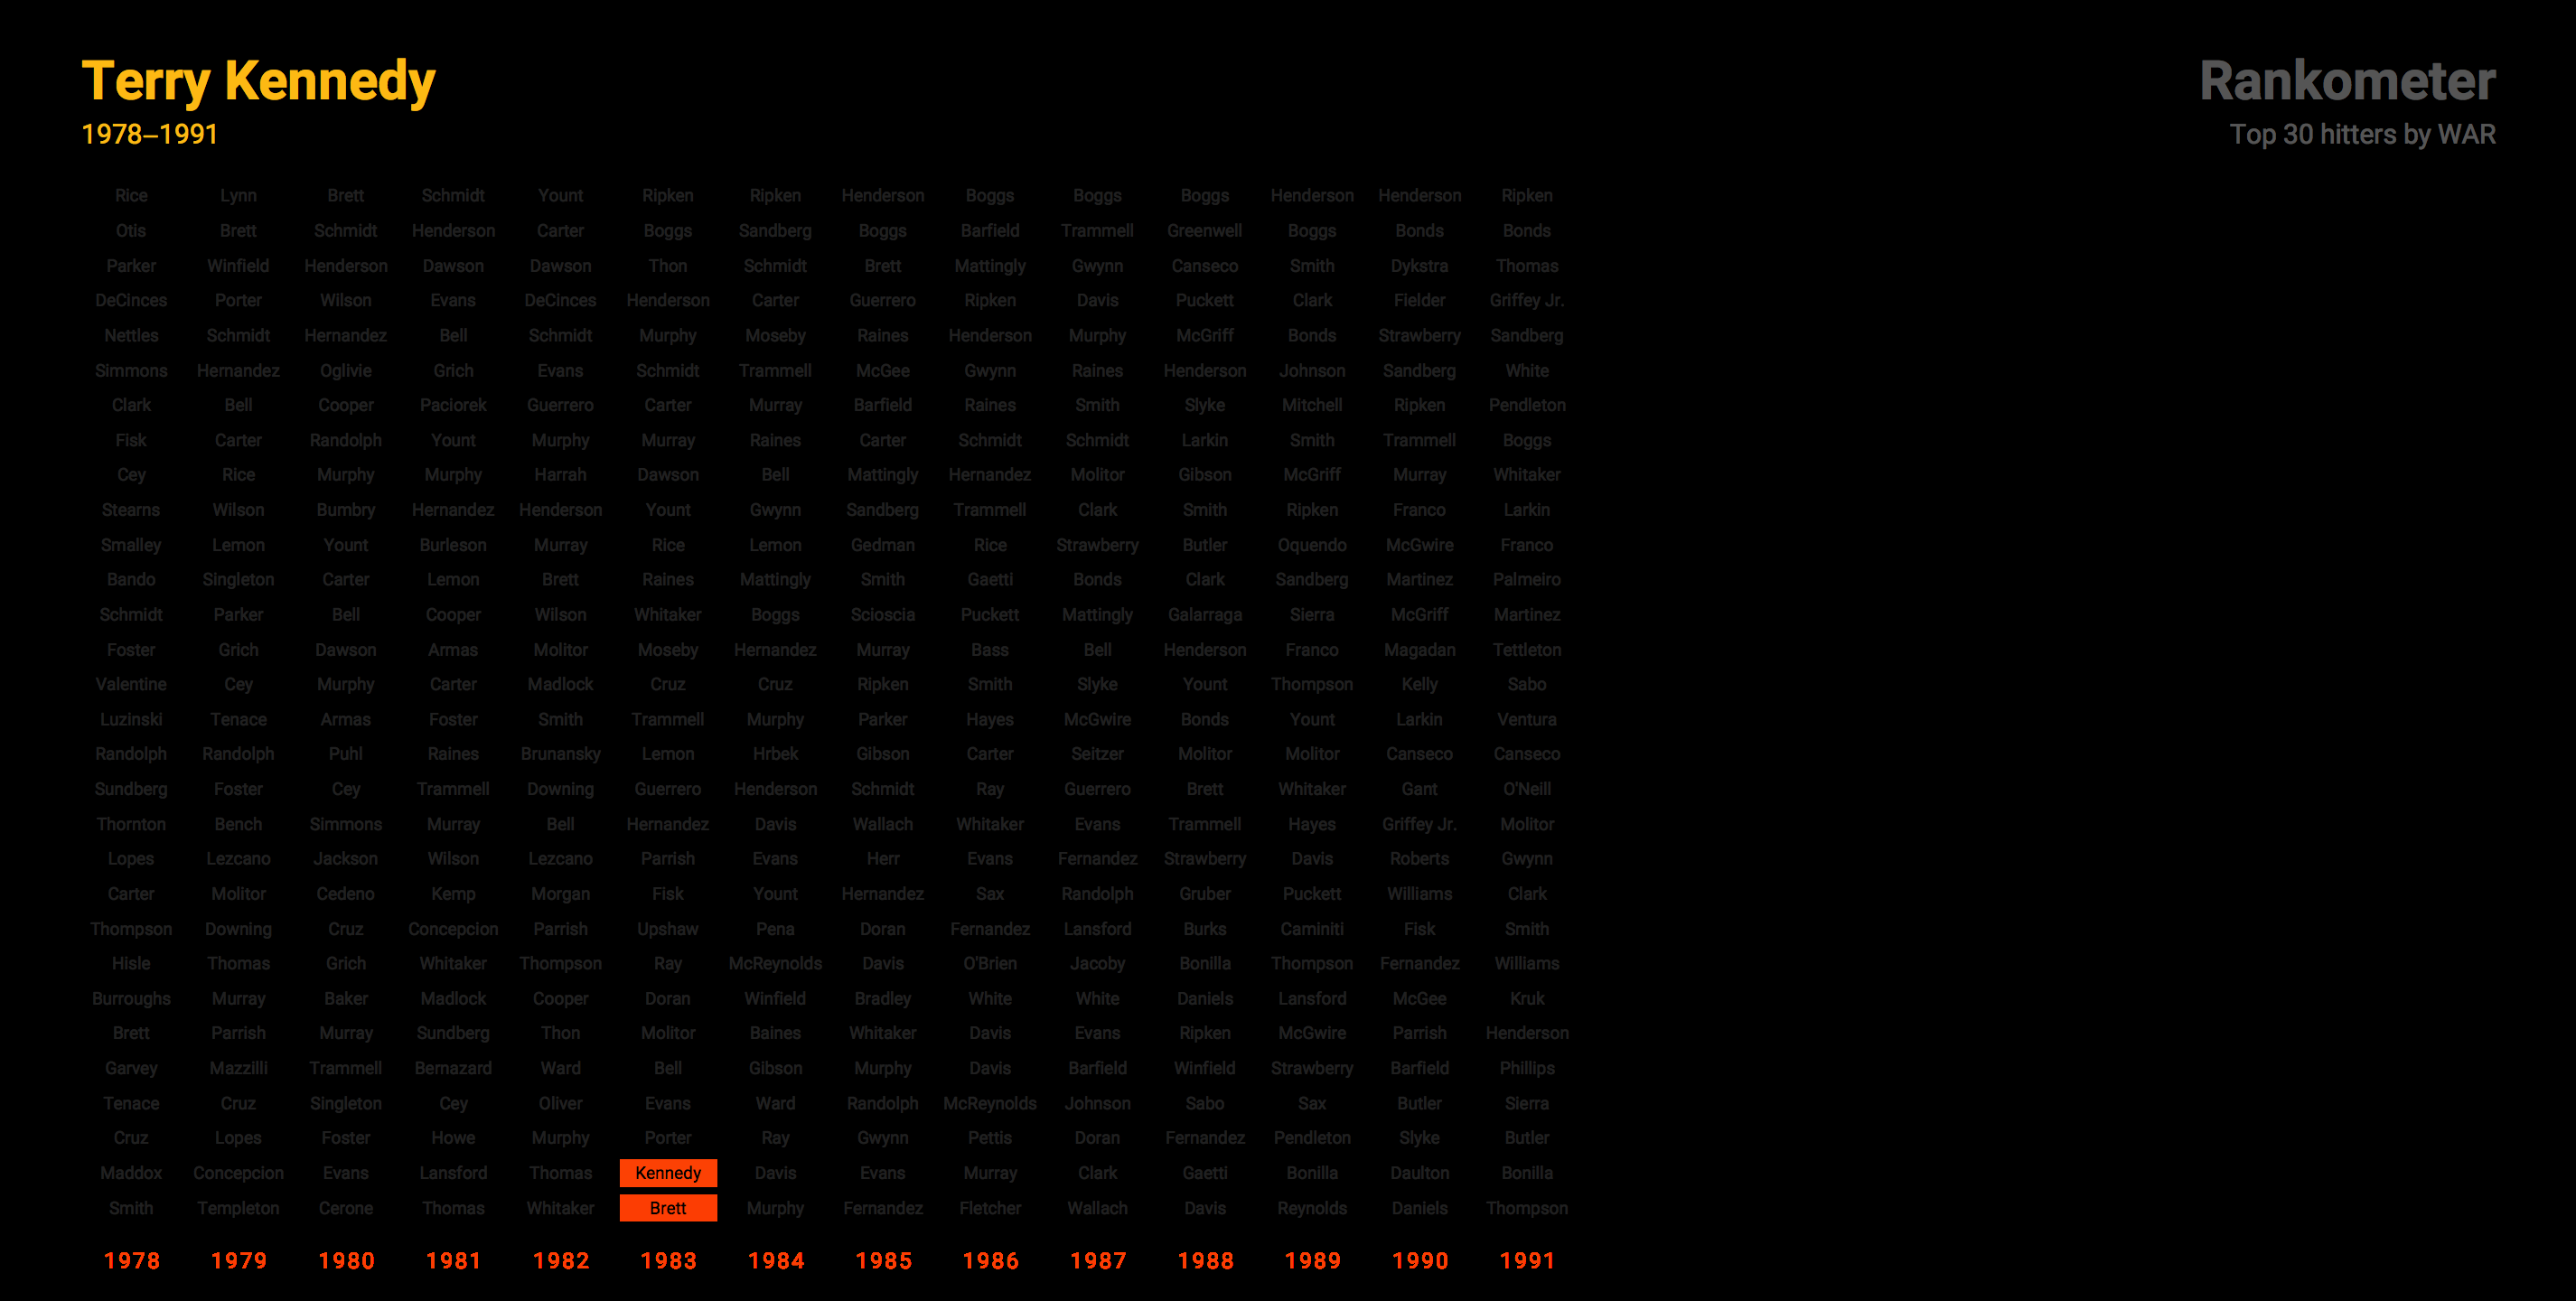 Terry Kennedy
1978–1991
Rankometer
Top 30 hitters by WAR
Rice Lynn Brett Schmidt Yount Ripken Ripken Henderson Boggs Boggs Boggs Henderson Henderson Ripken
Otis Brett Schmidt Henderson Carter Boggs Sandberg Boggs Barfield Trammell Greenwell Boggs Bonds Bonds
Parker Winfield Henderson Dawson Dawson Thon Schmidt Brett Mattingly Gwynn Canseco Smith Dykstra Thomas
DeCinces Porter Wilson Evans DeCinces Henderson Carter Guerrero Ripken Davis Puckett Clark Fielder Griffey Jr.
Nettles Schmidt Hernandez Bell Schmidt Murphy Moseby Raines Henderson Murphy McGriff Bonds Strawberry Sandberg
Simmons Hernandez Oglivie Grich Evans Schmidt Trammell McGee Gwynn Raines Henderson Johnson Sandberg White
Clark Bell Cooper Paciorek Guerrero Carter Murray Barfield Raines Smith Slyke Mitchell Ripken Pendleton
Fisk Carter Randolph Yount Murphy Murray Raines Carter Schmidt Schmidt Larkin Smith Trammell Boggs
Cey Rice Murphy Murphy Harrah Dawson Bell Mattingly Hernandez Molitor Gibson McGriff Murray Whitaker
Stearns Wilson Bumbry Hernandez Henderson Yount Gwynn Sandberg Trammell Clark Smith Ripken Franco Larkin
Smalley Lemon Yount Burleson Murray Rice Lemon Gedman Rice Strawberry Butler Oquendo McGwire Franco
Bando Singleton Carter Lemon Brett Raines Mattingly Smith Gaetti Bonds Clark Sandberg Martinez Palmeiro
Schmidt Parker Bell Cooper Wilson Whitaker Boggs Scioscia Puckett Mattingly Galarraga Sierra McGriff Martinez
Foster Grich Dawson Armas Molitor Moseby Hernandez Murray Bass Bell Henderson Franco Magadan Tettleton
Valentine Cey Murphy Carter Madlock Cruz Cruz Ripken Smith Slyke Yount Thompson Kelly Sabo
Luzinski Tenace Armas Foster Smith Trammell Murphy Parker Hayes McGwire Bonds Yount Larkin Ventura
Randolph Randolph Puhl Raines Brunansky Lemon Hrbek Gibson Carter Seitzer Molitor Molitor Canseco Canseco
Sundberg Foster Cey Trammell Downing Guerrero Henderson Schmidt Ray Guerrero Brett Whitaker Gant O'Neill
Thornton Bench Simmons Murray Bell Hernandez Davis Wallach Whitaker Evans Trammell Hayes Griffey Jr. Molitor
Lopes Lezcano Jackson Wilson Lezcano Parrish Evans Herr Evans Fernandez Strawberry Davis Roberts Gwynn
Carter Molitor Cedeno Kemp Morgan Fisk Yount Hernandez Sax Randolph Gruber Puckett Williams Clark
Thompson Downing Cruz Concepcion Parrish Upshaw Pena Doran Fernandez Lansford Burks Caminiti Fisk Smith
Hisle Thomas Grich Whitaker Thompson Ray McReynolds Davis O'Brien Jacoby Bonilla Thompson Fernandez Williams
Burroughs Murray Baker Madlock Cooper Doran Winfield Bradley White White Daniels Lansford McGee Kruk
Brett Parrish Murray Sundberg Thon Molitor Baines Whitaker Davis Evans Ripken McGwire Parrish Henderson
Garvey Mazzilli Trammell Bernazard Ward Bell Gibson Murphy Davis Barfield Winfield Strawberry Barfield Phillips
Tenace Cruz Singleton Cey Oliver Evans Ward Randolph McReynolds Johnson Sabo Sax Butler Sierra
Cruz Lopes Foster Howe Murphy Porter Ray Gwynn Pettis Doran Fernandez Pendleton Slyke Butler
Maddox Concepcion Evans Lansford Thomas Kennedy Davis Evans Murray Clark Gaetti Bonilla Daulton Bonilla
Smith Templeton Cerone Thomas Whitaker Brett Murphy Fernandez Fletcher Wallach Davis Reynolds Daniels Thompson
1978 1979 1980 1981 1982 1983 1984 1985 1986 1987 1988 1989 1990 1991